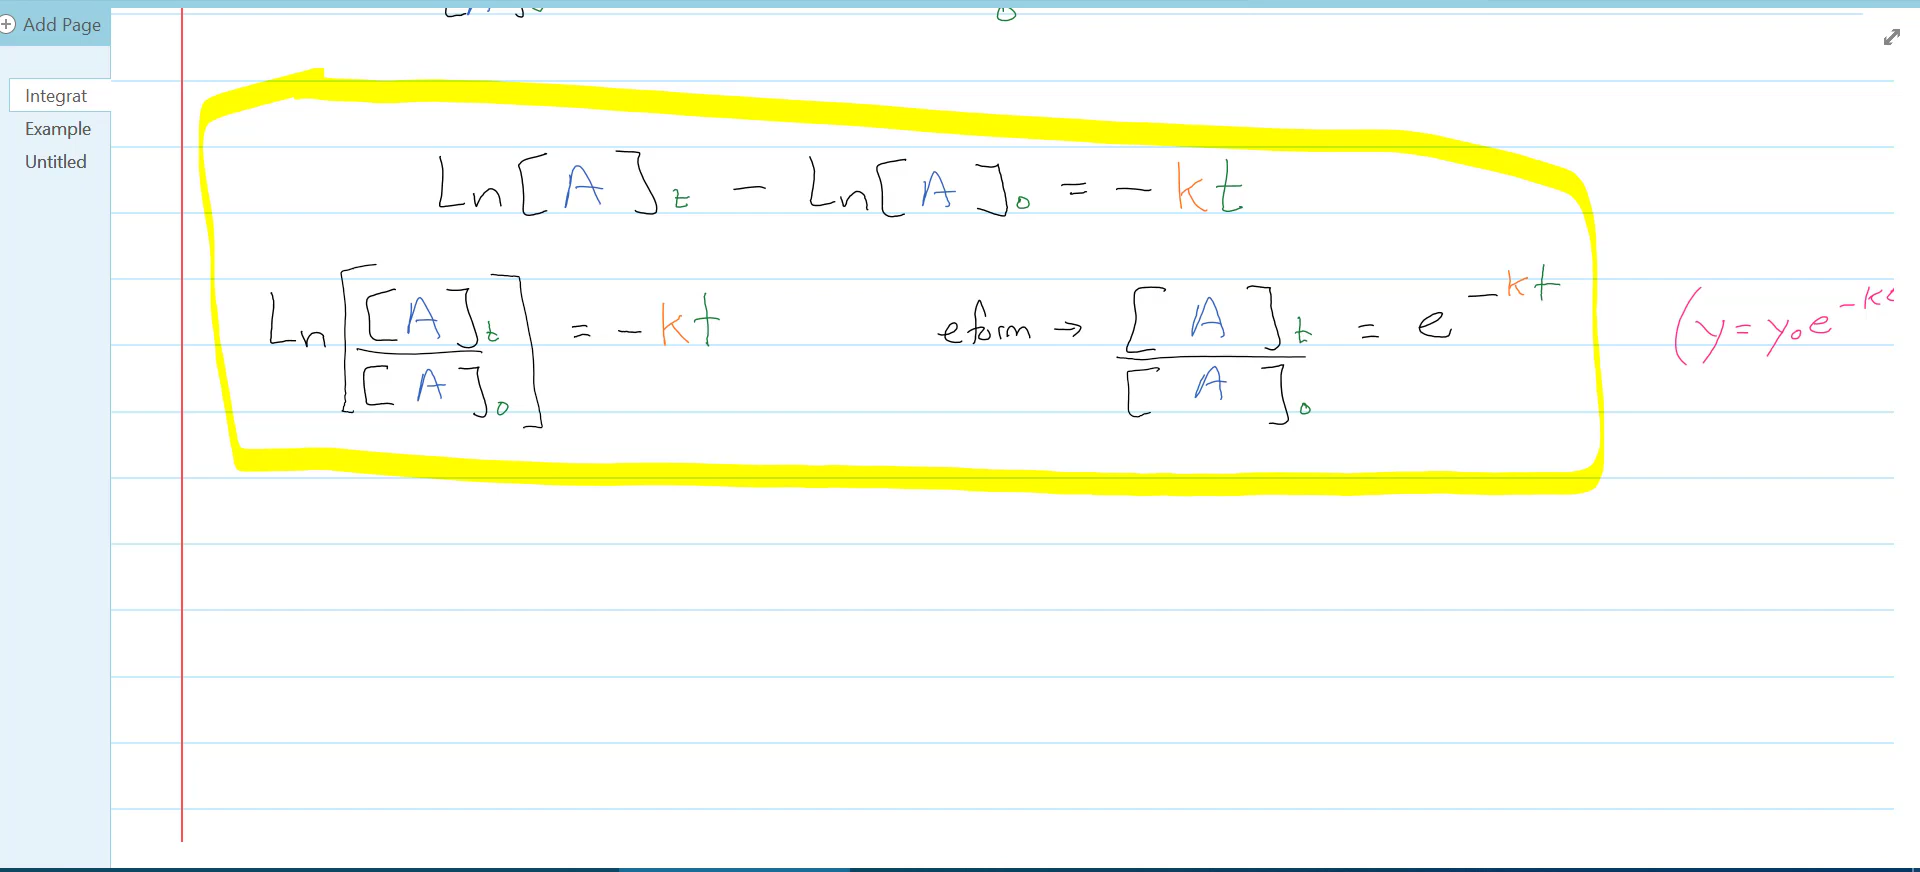 Add Page
Integrat
Example
Untitled
Ln[A]t - Ln[A]0 = - kt
Ln[[A]t / [A]0] = - kt
eform → [A]t / [A]0 = e^-kt
(y = y0e^-k